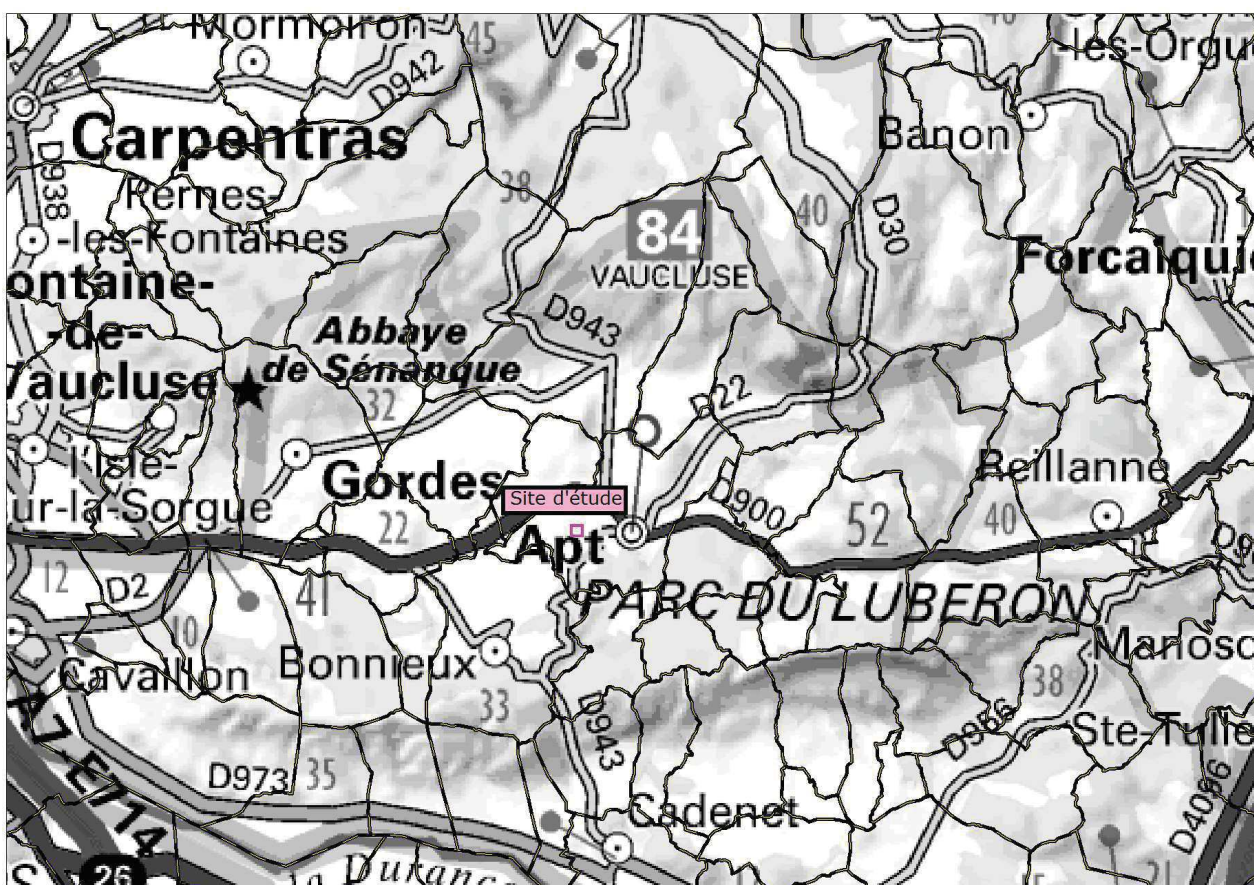 Mormoiron
45
-les-Orgu
D942
Carpentras
Banon
D938
Pernes-
-les-Fontaines
38
84
VAUCLUSE
40
D30
Forcalqui
ontaine-
-de-
Vaucluse
Abbaye
de Sénanque
D943
32
D22
l'Isle-
ur-la-Sorgue
Gordes
Site d'étude
Reillanne
22
Apt
D900
52
40
12
D2
41
PARC DU LUBERON
10
Cavaillon
Bonnieux
Manosc
33
38
D943
D956
Ste-Tulle
A7-E714
D973
35
Cadenet
D4096
26
La Durance
21